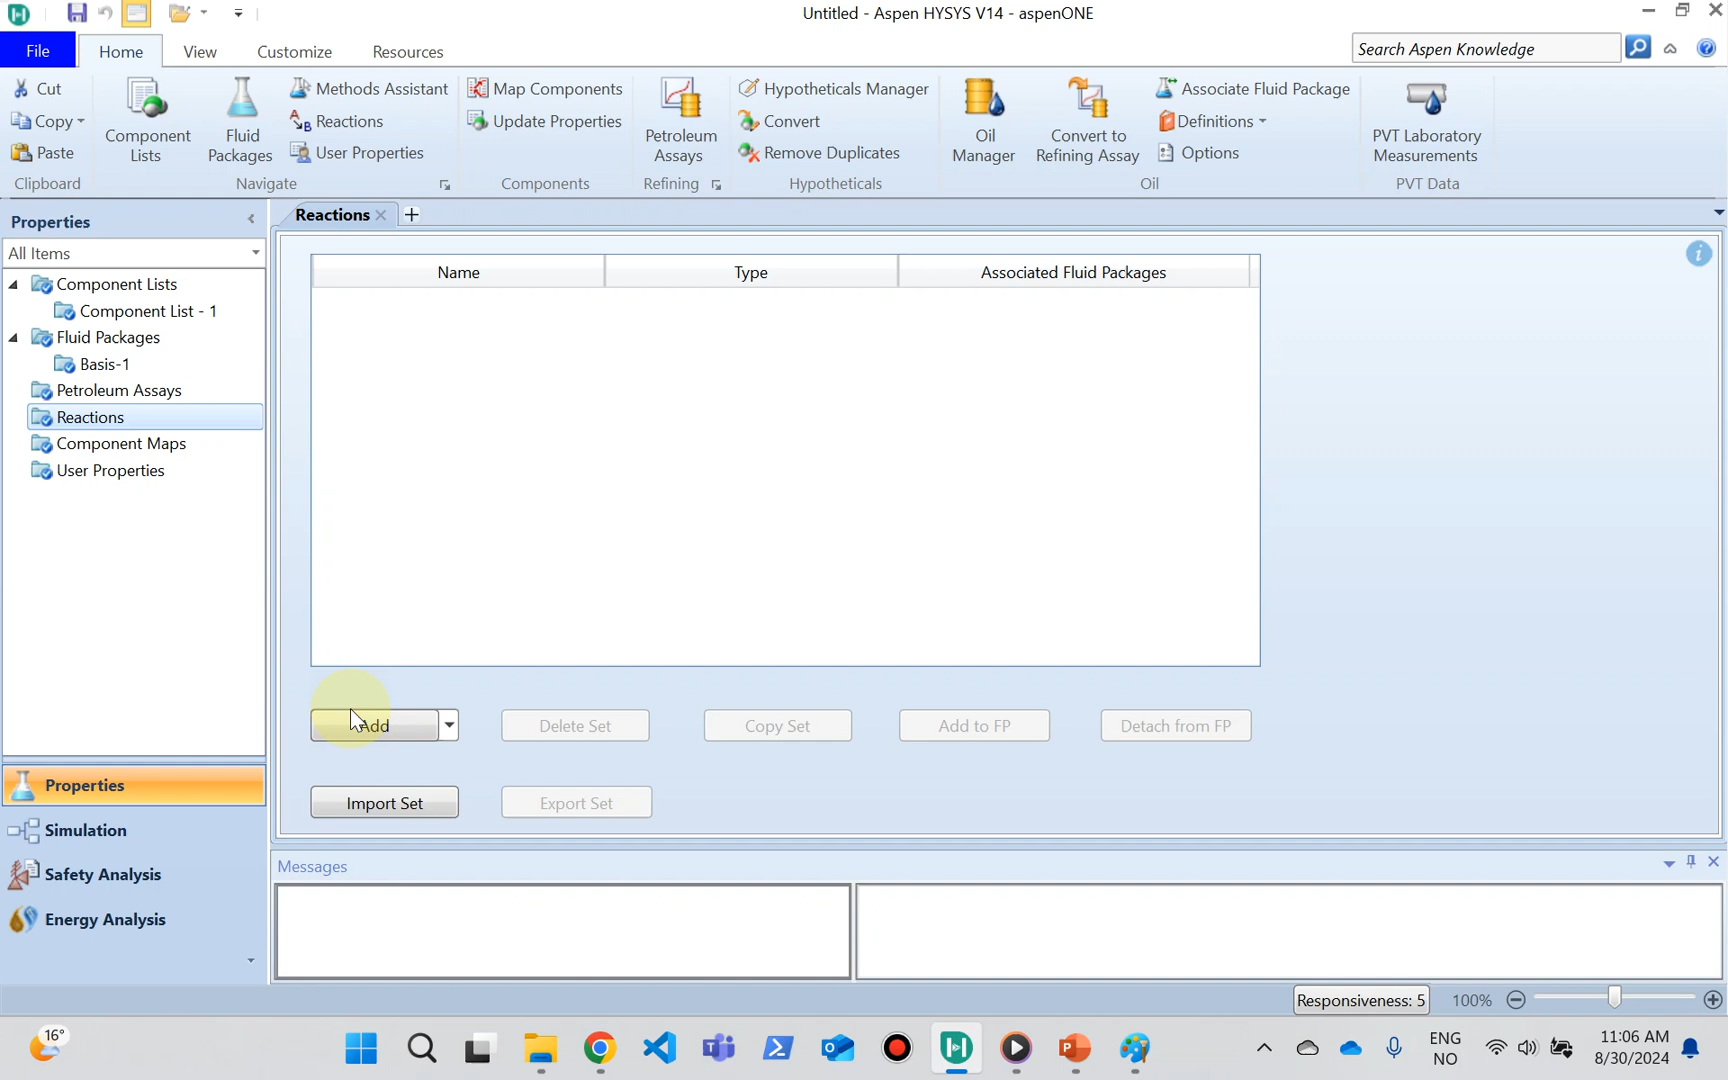 Untitled - Aspen HYSYS V14 - aspenONE
File
Home
View
Customize
Resources
Search Aspen Knowledge
Cut
Copy
Paste
Clipboard
Component
Lists
Fluid
Packages
Methods Assistant
Reactions
User Properties
Navigate
Map Components
Update Properties
Components
Petroleum
Assays
Refining
Hypotheticals Manager
Convert
Remove Duplicates
Hypotheticals
Oil
Manager
Convert to
Refining Assay
Associate Fluid Package
Definitions
Options
Oil
PVT Laboratory
Measurements
PVT Data
Properties
All Items
Component Lists
Component List - 1
Fluid Packages
Basis-1
Petroleum Assays
Reactions
Component Maps
User Properties
Properties
Simulation
Safety Analysis
Energy Analysis
Reactions
Name Type Associated Fluid Packages
Add
Delete Set
Copy Set
Add to FP
Detach from FP
Import Set
Export Set
Messages
Responsiveness: 5
100%
16°
ENG
NO
11:06 AM
8/30/2024